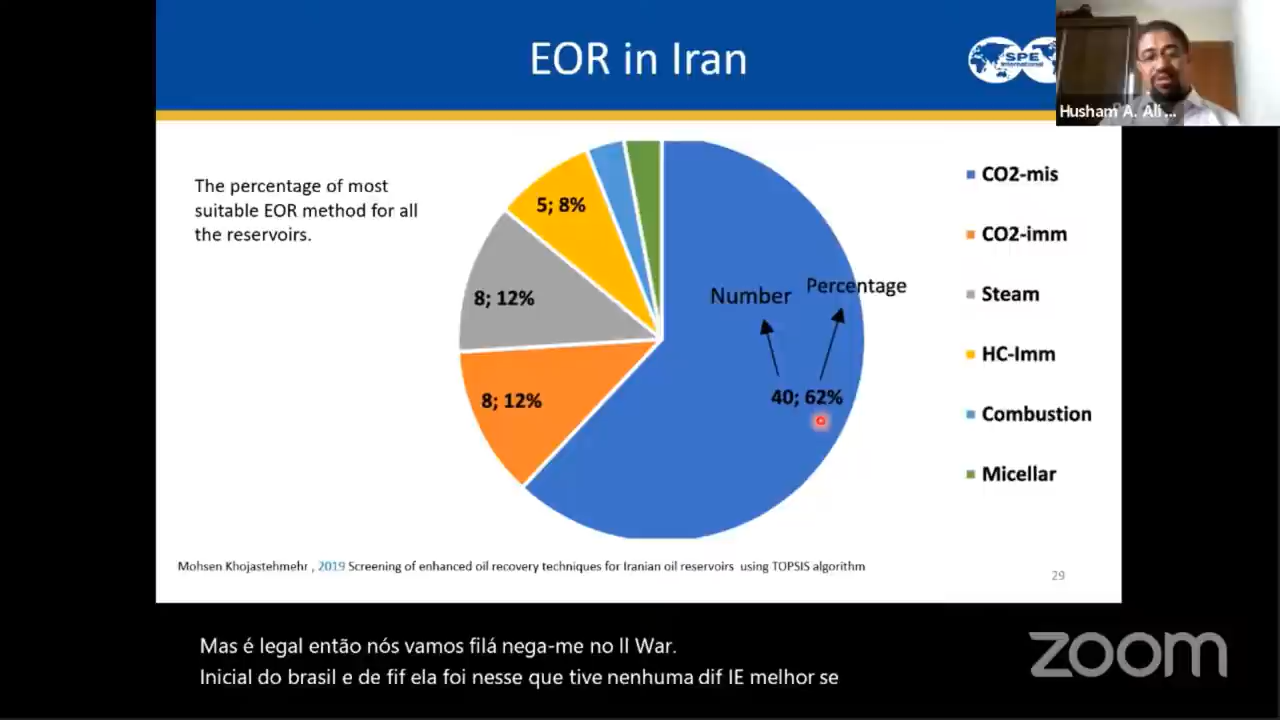 EOR in Iran
SPE
International
Husham A. Ali ...
The percentage of most
suitable EOR method for all
the reservoirs.
5; 8%
8; 12%
8; 12%
Number
Percentage
40; 62%
CO2-mis
CO2-imm
Steam
HC-Imm
Combustion
Micellar
Mohsen Khojastehmehr , 2019 Screening of enhanced oil recovery techniques for Iranian oil reservoirs using TOPSIS algorithm
29
Mas é legal então nós vamos filá nega-me no II War.
Inicial do brasil e de fif ela foi nesse que tive nenhuma dif IE melhor se
zoom